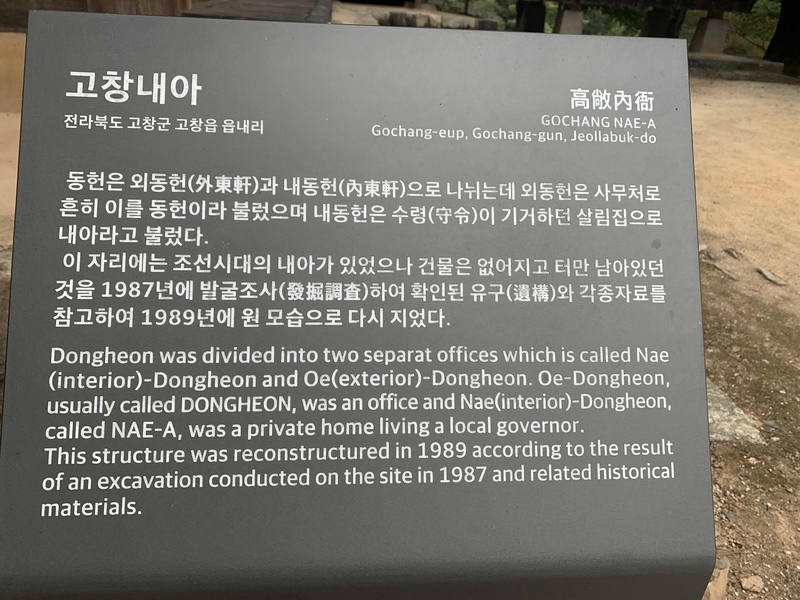 고창내아
전라북도 고창군 고창읍 읍내리
高敞內衙
GOCHANG NAE-A
Gochang-eup, Gochang-gun, Jeollabuk-do
동헌은 외동헌(外東軒)과 내동헌(內東軒)으로 나뉘는데 외동헌은 사무처로
흔히 이를 동헌이라 불렀으며 내동헌은 수령(守令)이 기거하던 살림집으로
내아라고 불렀다.
이 자리에는 조선시대의 내아가 있었으나 건물은 없어지고 터만 남아있던
것을 1987년에 발굴조사(發掘調査)하여 확인된 유구(遺構)와 각종자료를
참고하여 1989년에 원 모습으로 다시 지었다.
Dongheon was divided into two separat offices which is called Nae
(interior)-Dongheon and Oe(exterior)-Dongheon. Oe-Dongheon,
usually called DONGHEON, was an office and Nae(interior)-Dongheon,
called NAE-A, was a private home living a local governor.
This structure was reconstructured in 1989 according to the result
of an excavation conducted on the site in 1987 and related historical
materials.